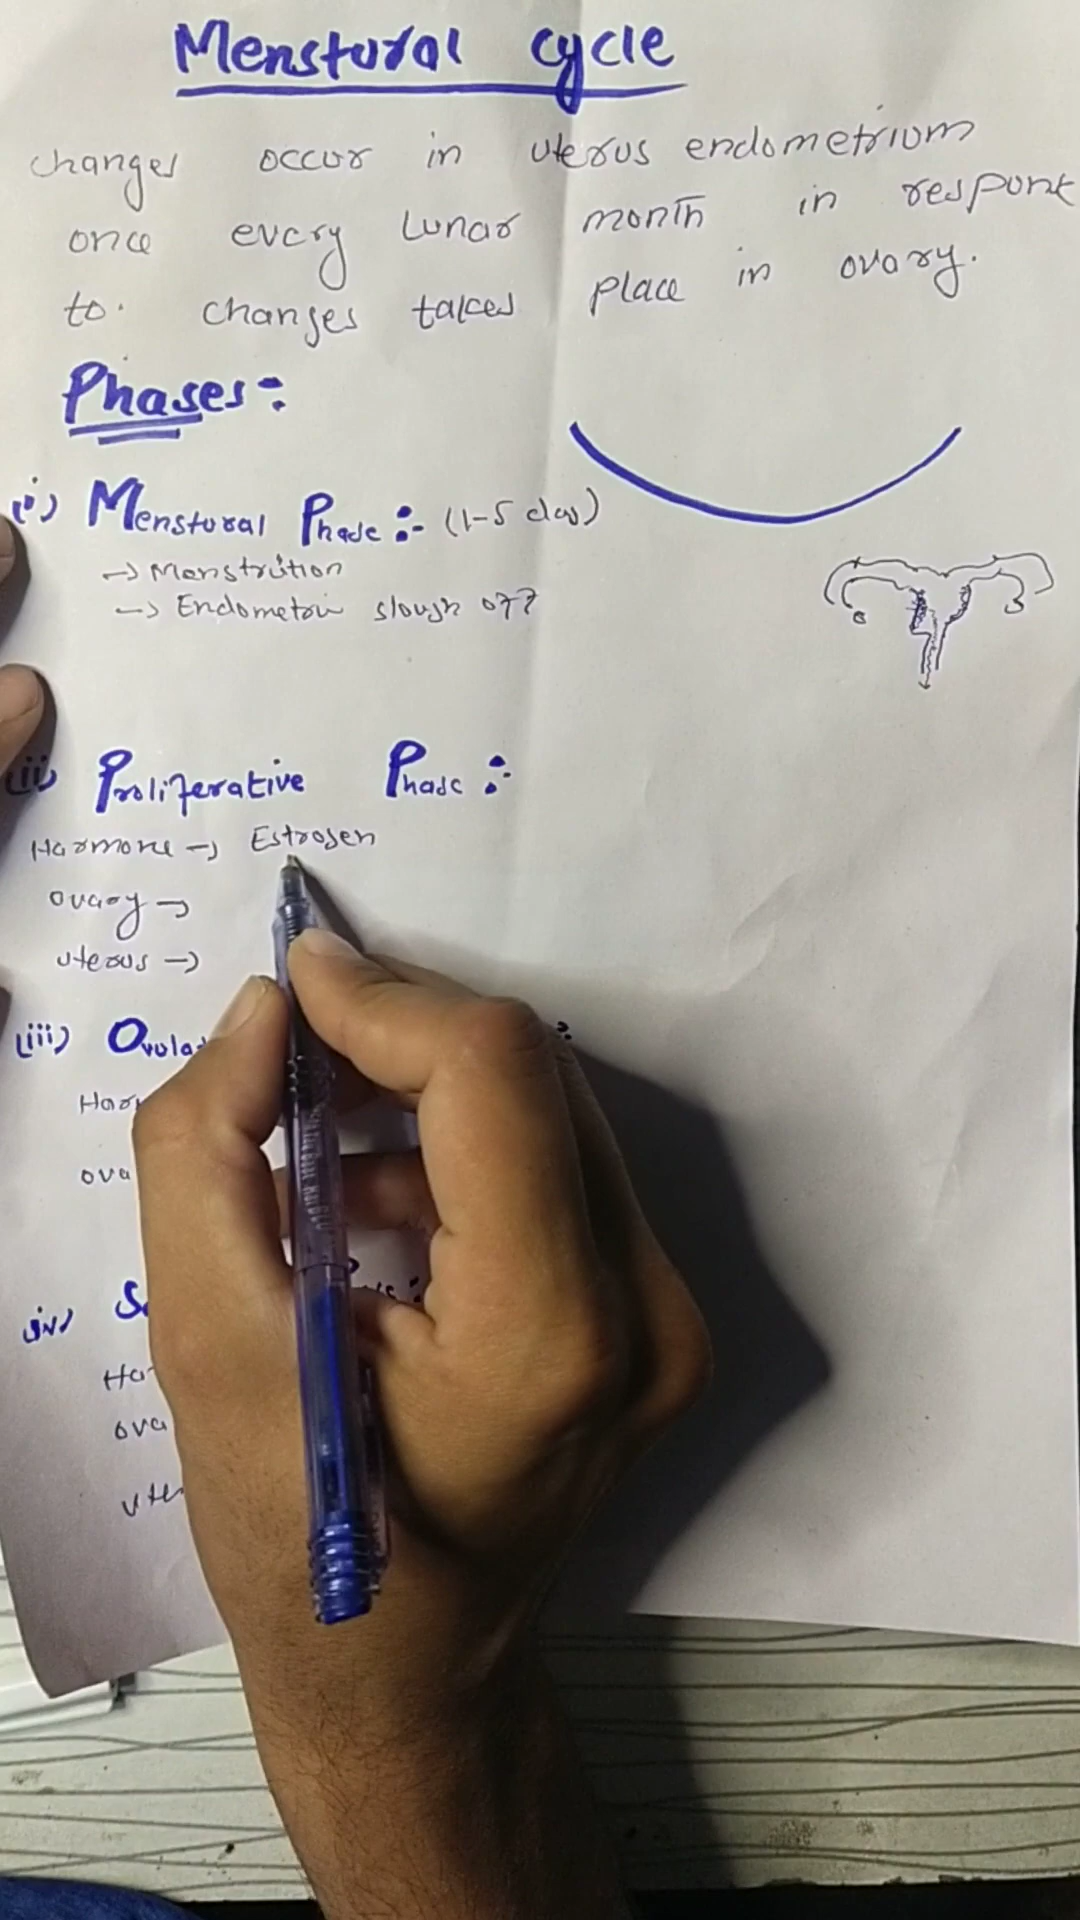 Menstural cycle
changes occur in uterus endometrium
once every Lunar month in respons
to. changes takes place in ovary.
Phases:-
(i) Menstural Phase :- (1-5 day)
→ Menstrution
→ Endometriu slough off
(ii) Proliferative Phase :-
Harmone → Estrogen
Ovary →
Uterus →
(iii) Ovula
Har
ova
(iv) S
Ha
ova
Ute